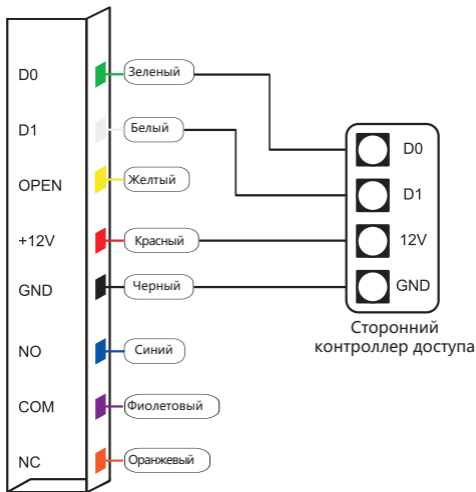 D0 Зеленый
D1 Белый
OPEN Желтый
+12V Красный
GND Черный
NO Синий
COM Фиолетовый
NC Оранжевый
D0
D1
12V
GND
Сторонний
контроллер доступа